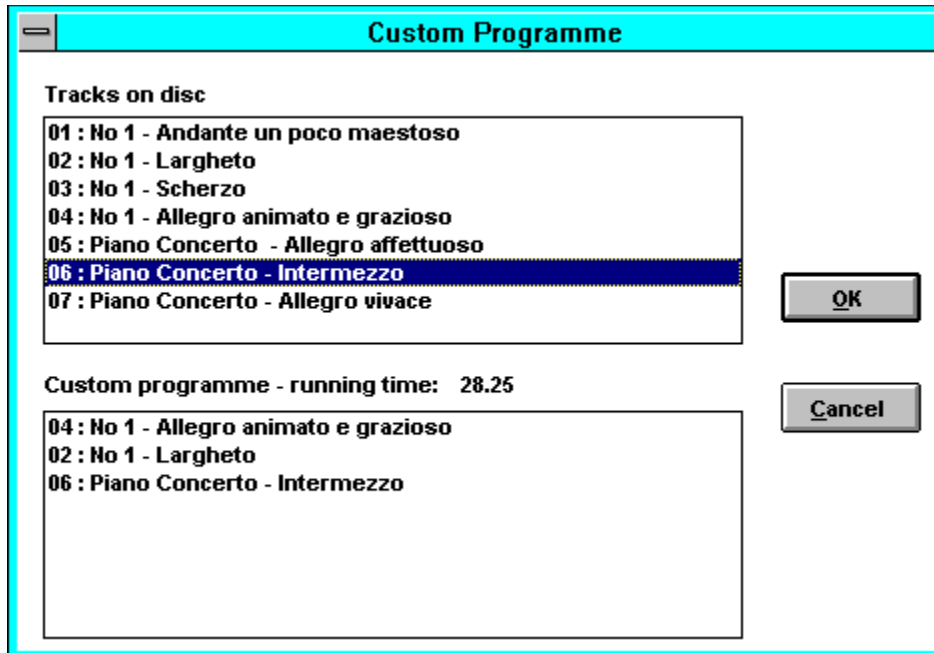 Custom Programme
Tracks on disc
01 : No 1 - Andante un poco maestoso
02 : No 1 - Largheto
03 : No 1 - Scherzo
04 : No 1 - Allegro animato e grazioso
05 : Piano Concerto  - Allegro affettuoso
06 : Piano Concerto - Intermezzo
07 : Piano Concerto - Allegro vivace
OK
Custom programme - running time:   28.25
Cancel
04 : No 1 - Allegro animato e grazioso
02 : No 1 - Largheto
06 : Piano Concerto - Intermezzo